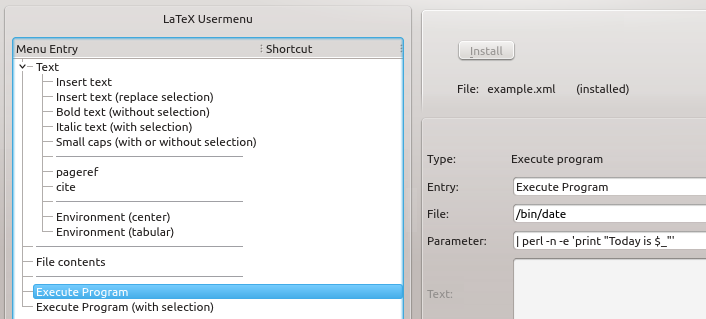 LaTeX Usermenu
Menu Entry Shortcut
Text
Insert text
Insert text (replace selection)
Bold text (without selection)
Italic text (with selection)
Small caps (with or without selection)
pageref
cite
Environment (center)
Environment (tabular)
File contents
Execute Program
Execute Program (with selection)
Install
File: example.xml (installed)
Type: Execute program
Entry: Execute Program
File: /bin/date
Parameter: | perl -n -e 'print "Today is $_"'
Text: